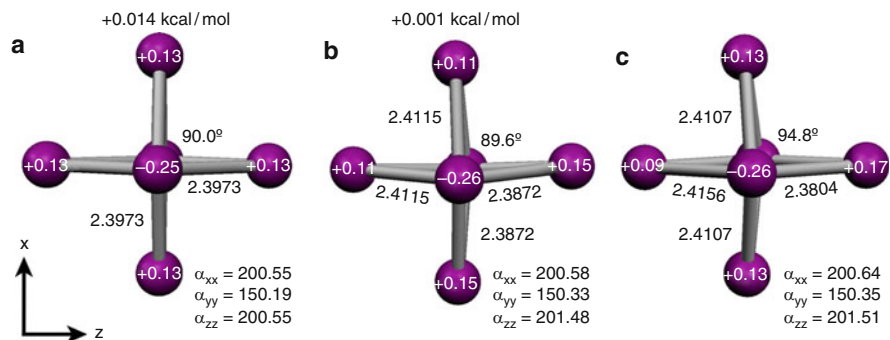 +0.014 kcal/mol
+0.001 kcal/mol
a
+0.13
90.0º
+0.13
−0.25
+0.13
2.3973
2.3973
+0.13
αxx = 200.55
αyy = 150.19
αzz = 200.55
x
z
b
+0.11
2.4115
89.6º
+0.11
−0.26
+0.15
2.4115
2.3872
2.3872
+0.15
αxx = 200.58
αyy = 150.33
αzz = 201.48
c
+0.13
2.4107
94.8º
+0.09
−0.26
+0.17
2.4156
2.3804
2.4107
+0.13
αxx = 200.64
αyy = 150.35
αzz = 201.51